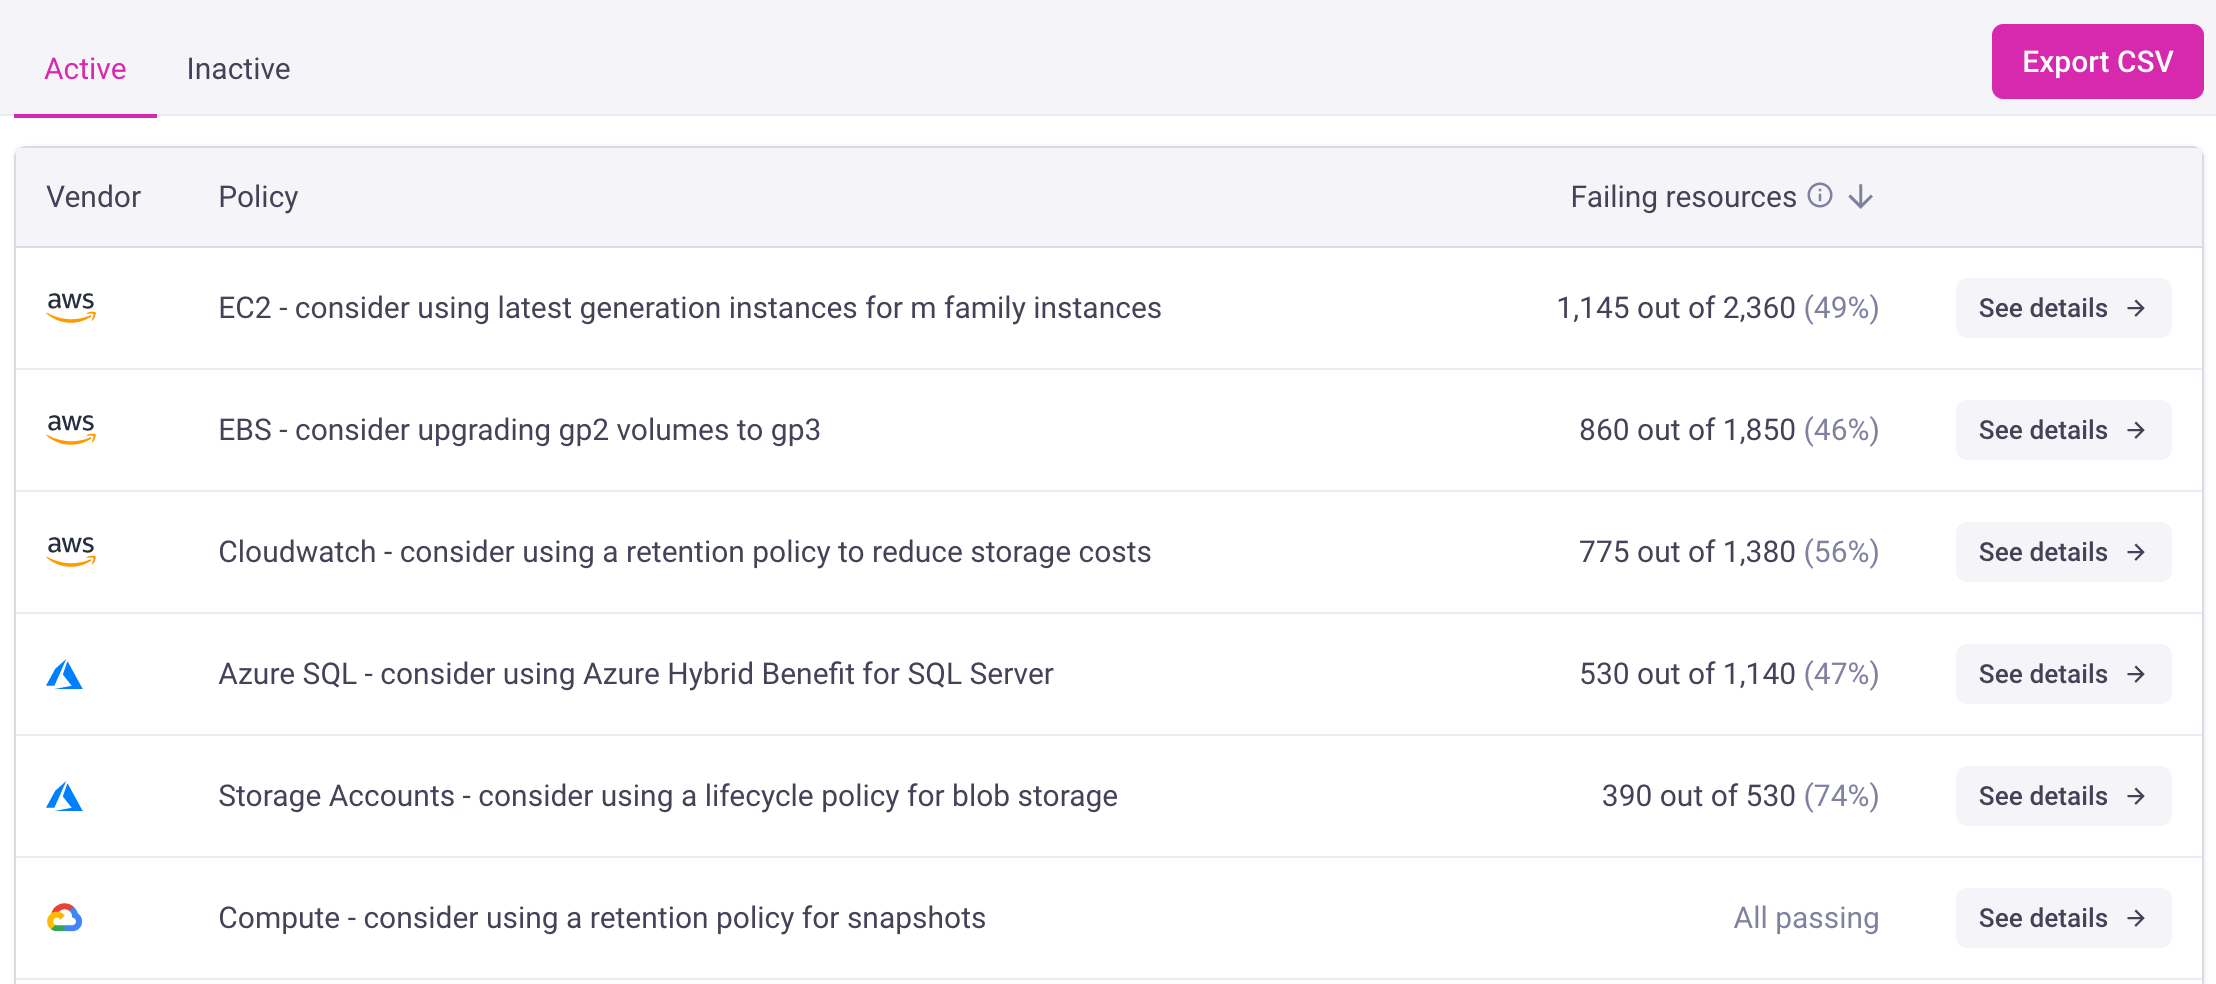 Active Inactive Export CSV
Vendor Policy Failing resources
aws EC2 - consider using latest generation instances for m family instances 1,145 out of 2,360 (49%) See details
aws EBS - consider upgrading gp2 volumes to gp3 860 out of 1,850 (46%) See details
aws Cloudwatch - consider using a retention policy to reduce storage costs 775 out of 1,380 (56%) See details
Azure SQL - consider using Azure Hybrid Benefit for SQL Server 530 out of 1,140 (47%) See details
Storage Accounts - consider using a lifecycle policy for blob storage 390 out of 530 (74%) See details
Compute - consider using a retention policy for snapshots All passing See details